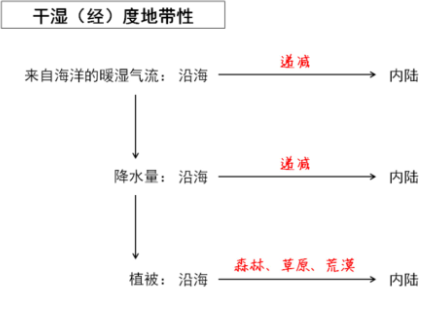 干湿（经）度地带性
递减
来自海洋的暖湿气流：沿海 内陆
递减
降水量：沿海 内陆
森林、草原、荒漠
植被：沿海 内陆